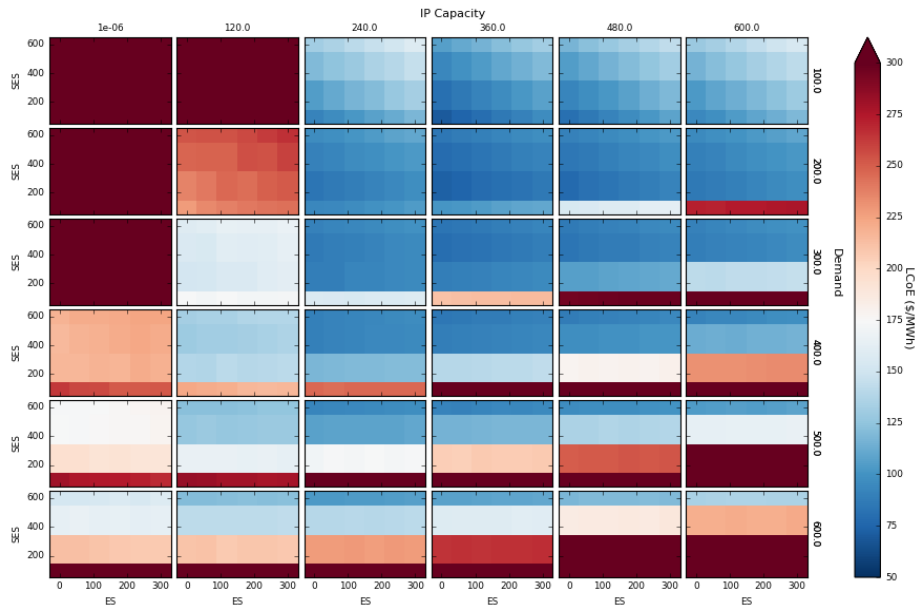 IP Capacity
1e-06 120.0 240.0 360.0 480.0 600.0
SES 600 400 200 100.0
SES 600 400 200 200.0
SES 600 400 200 300.0
SES 600 400 200 400.0
SES 600 400 200 500.0
SES 600 400 200 600.0
0 100 200 300 0 100 200 300 0 100 200 300 0 100 200 300 0 100 200 300 0 100 200 300
ES ES ES ES ES ES
Demand
300
275
250
225
200
175
150
125
100
75
50
LCoE ($/MWh)